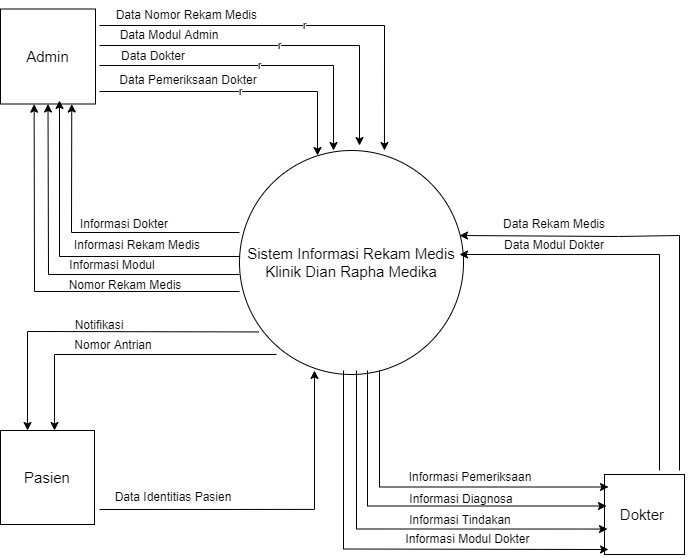 Data Nomor Rekam Medis
Data Modul Admin
Data Dokter
Data Pemeriksaan Dokter
Admin
Informasi Dokter
Informasi Rekam Medis
Informasi Modul
Nomor Rekam Medis
Sistem Informasi Rekam Medis
Klinik Dian Rapha Medika
Data Rekam Medis
Data Modul Dokter
Notifikasi
Nomor Antrian
Pasien
Data Identitias Pasien
Informasi Pemeriksaan
Informasi Diagnosa
Informasi Tindakan
Informasi Modul Dokter
Dokter